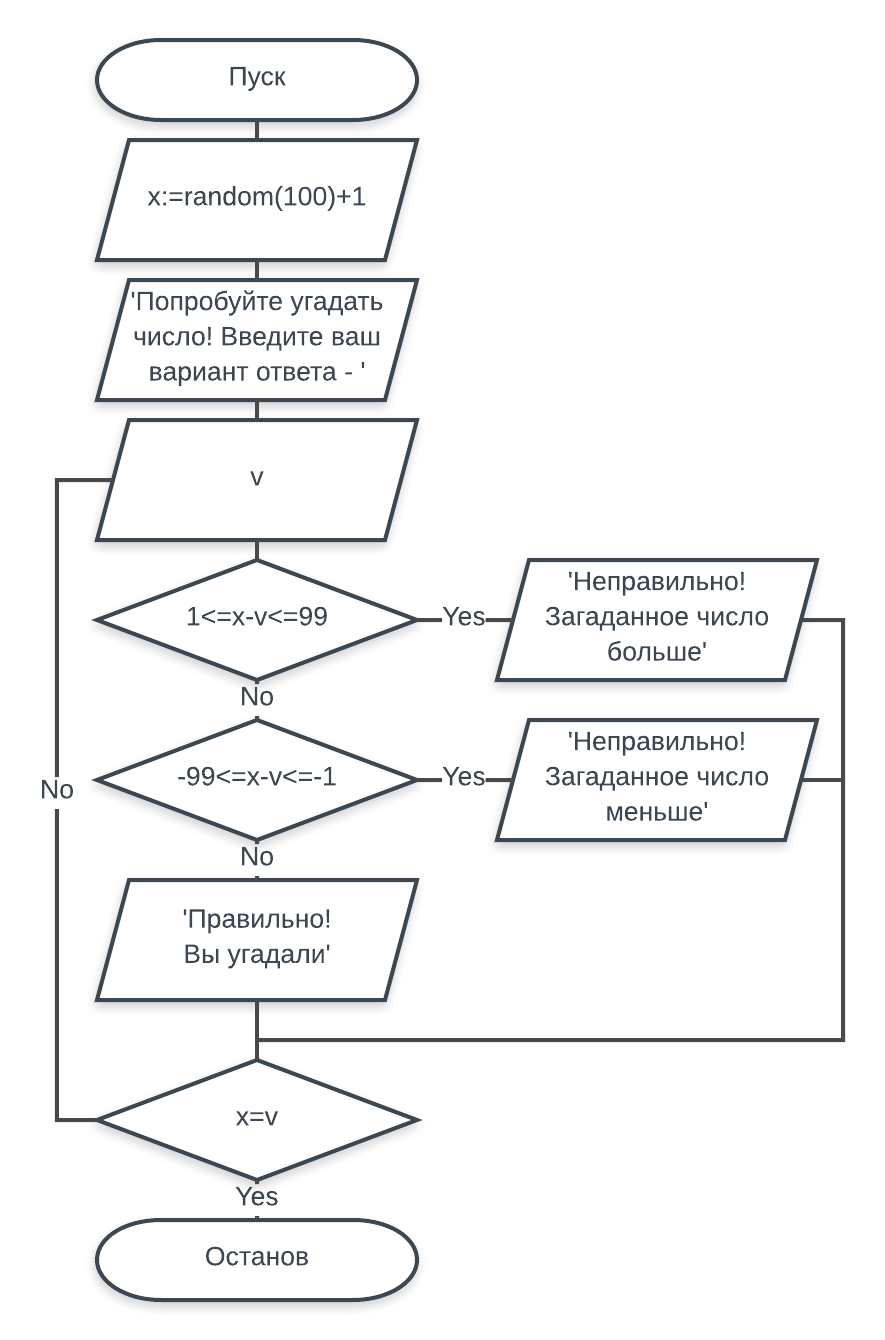 Пуск
x:=random(100)+1
'Попробуйте угадать
число! Введите ваш
вариант ответа - '
v
1<=x-v<=99
Yes
'Неправильно!
Загаданное число
больше'
No
-99<=x-v<=-1
Yes
'Неправильно!
Загаданное число
меньше'
No
No
'Правильно!
Вы угадали'
x=v
Yes
Останов